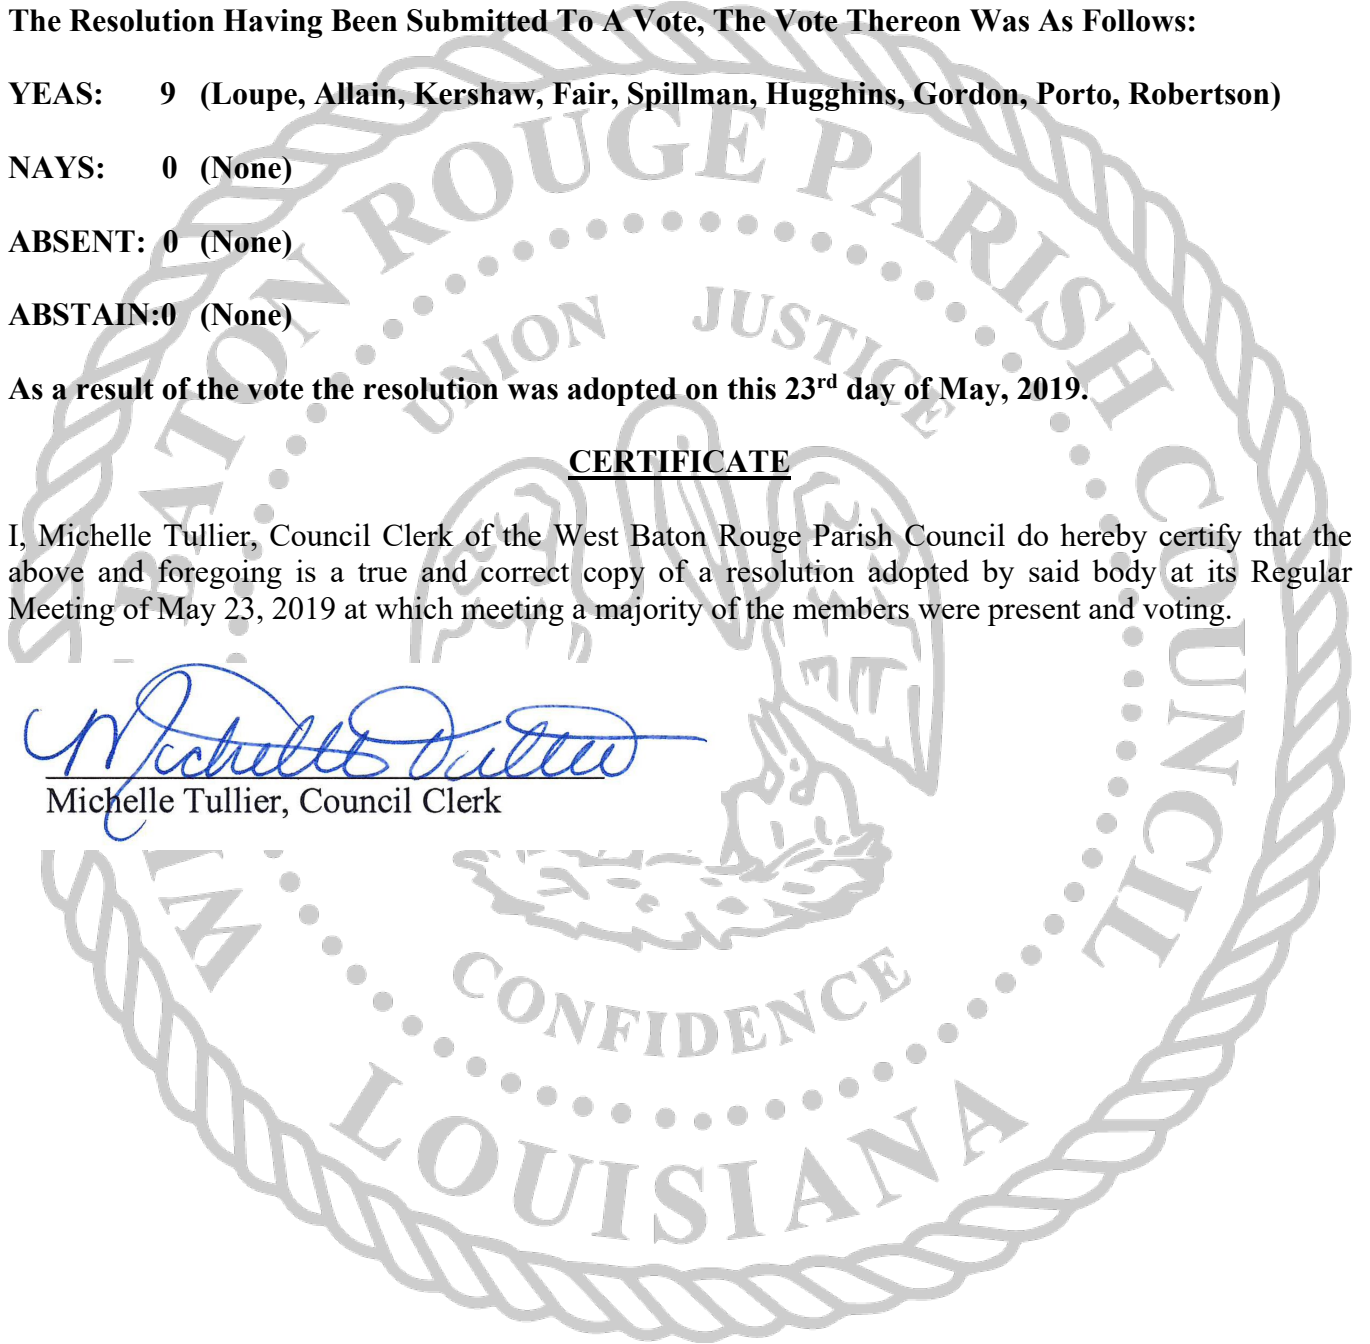 The Resolution Having Been Submitted To A Vote, The Vote Thereon Was As Follows:
YEAS: 9 (Loupe, Allain, Kershaw, Fair, Spillman, Hugghins, Gordon, Porto, Robertson)
NAYS: 0 (None)
ABSENT: 0 (None)
ABSTAIN:0 (None)
As a result of the vote the resolution was adopted on this 23rd day of May, 2019.
CERTIFICATE
I, Michelle Tullier, Council Clerk of the West Baton Rouge Parish Council do hereby certify that the
above and foregoing is a true and correct copy of a resolution adopted by said body at its Regular
Meeting of May 23, 2019 at which meeting a majority of the members were present and voting.
Michelle Tullier
Michelle Tullier, Council Clerk
BATON ROUGE PARISH COUNCIL
UNION JUSTICE
CONFIDENCE
LOUISIANA